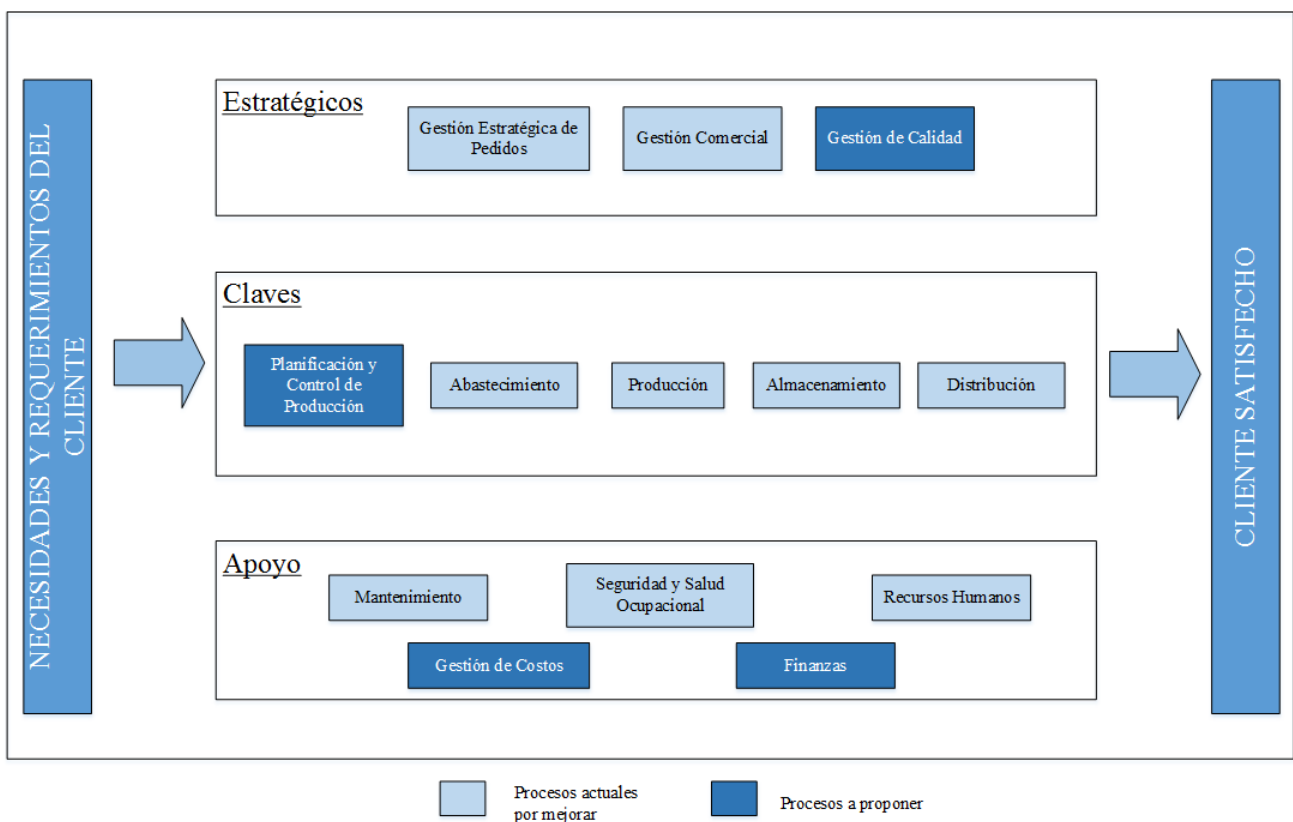 NECESIDADES Y REQUERIMIENTOS DEL
CLIENTE
Estratégicos
Gestión Estratégica de
Pedidos
Gestión Comercial
Gestión de Calidad
Claves
Planificación y
Control de
Producción
Abastecimiento
Producción
Almacenamiento
Distribución
Apoyo
Mantenimiento
Seguridad y Salud
Ocupacional
Recursos Humanos
Gestión de Costos
Finanzas
CLIENTE SATISFECHO
Procesos actuales
por mejorar
Procesos a proponer